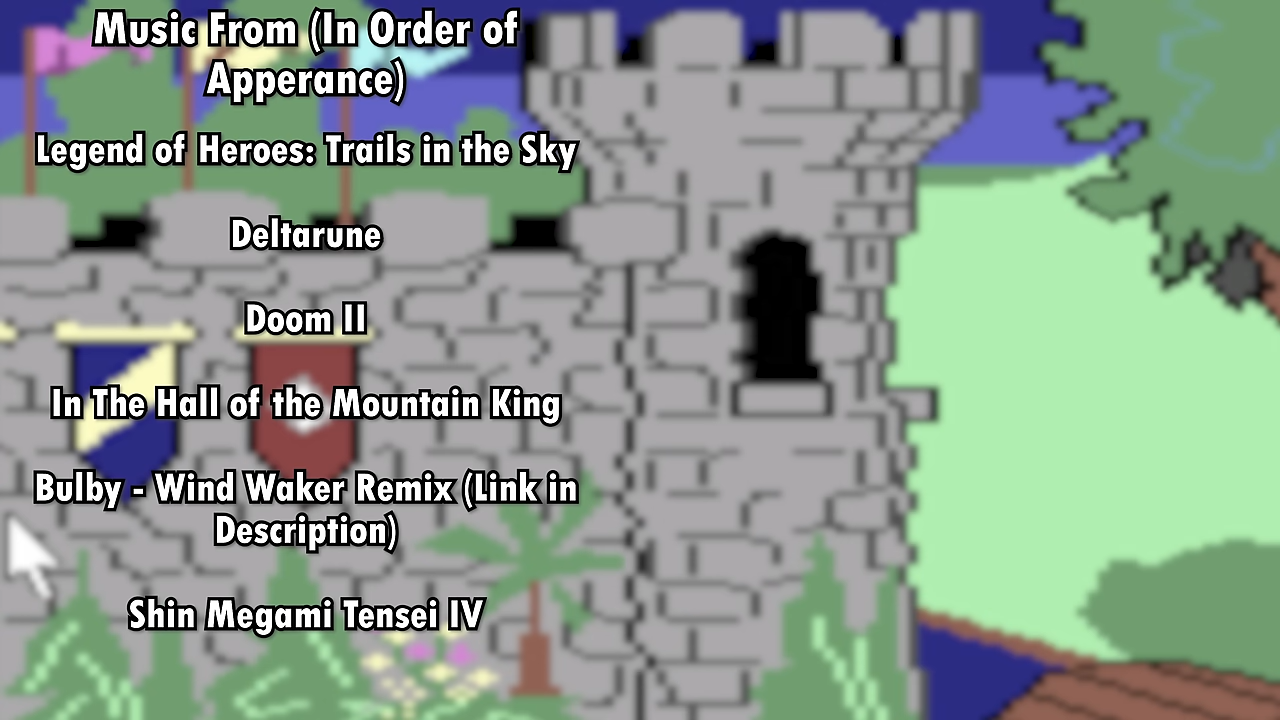 Music From (In Order of
Apperance)
Legend of Heroes: Trails in the Sky
Deltarune
Doom II
In The Hall of the Mountain King
Bulby - Wind Waker Remix (Link in
Description)
Shin Megami Tensei IV